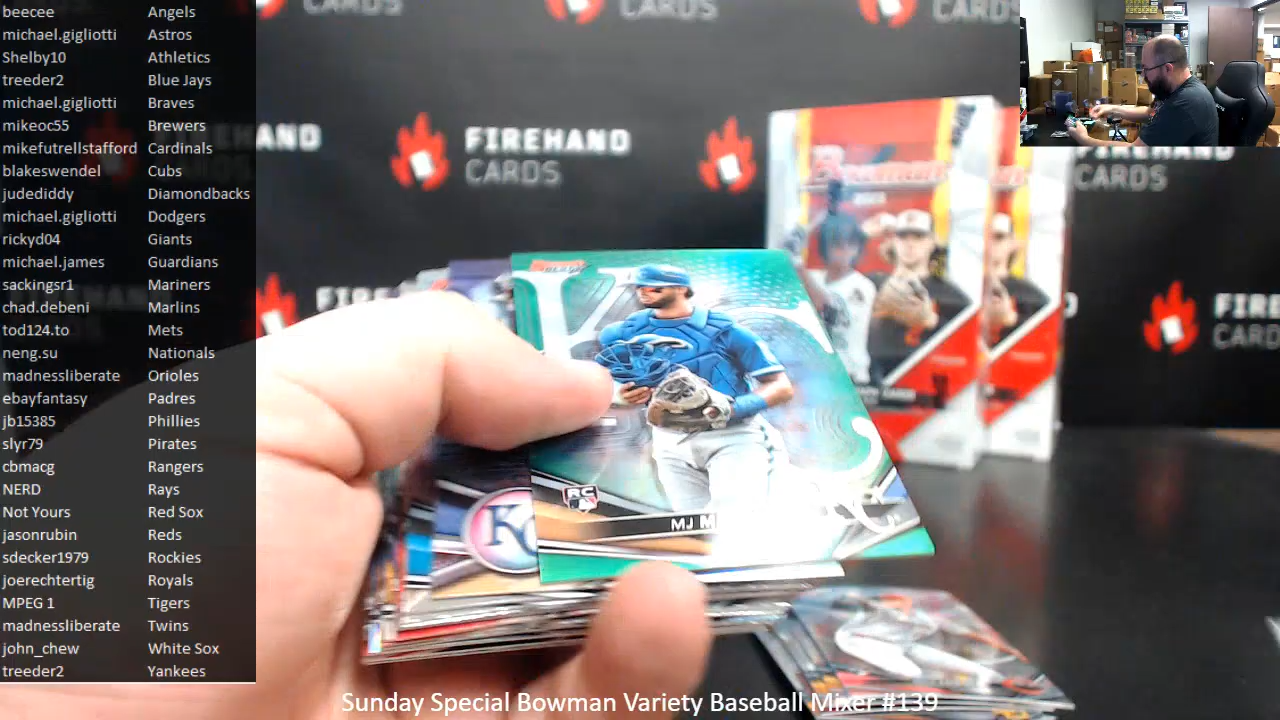 beecee Angels
michael.gigliotti Astros
Shelby10 Athletics
treeder2 Blue Jays
michael.gigliotti Braves
mikeoc55 Brewers
mikefutrellstafford Cardinals
blakeswendel Cubs
judediddy Diamondbacks
michael.gigliotti Dodgers
rickyd04 Giants
michael.james Guardians
sackingsr1 Mariners
chad.debeni Marlins
tod124.to Mets
neng.su Nationals
madnessliberate Orioles
ebayfantasy Padres
jb15385 Phillies
slyr79 Pirates
cbmacg Rangers
NERD Rays
Not Yours Red Sox
jasonrubin Reds
sdecker1979 Rockies
joerechtertig Royals
MPEG 1 Tigers
madnessliberate Twins
john_chew White Sox
treeder2 Yankees
CARDS
CARDS
CARDS
FIREHAND
CARDS
Bowman
RC
MJ M
Sunday Special Bowman Variety Baseball Mixer #139